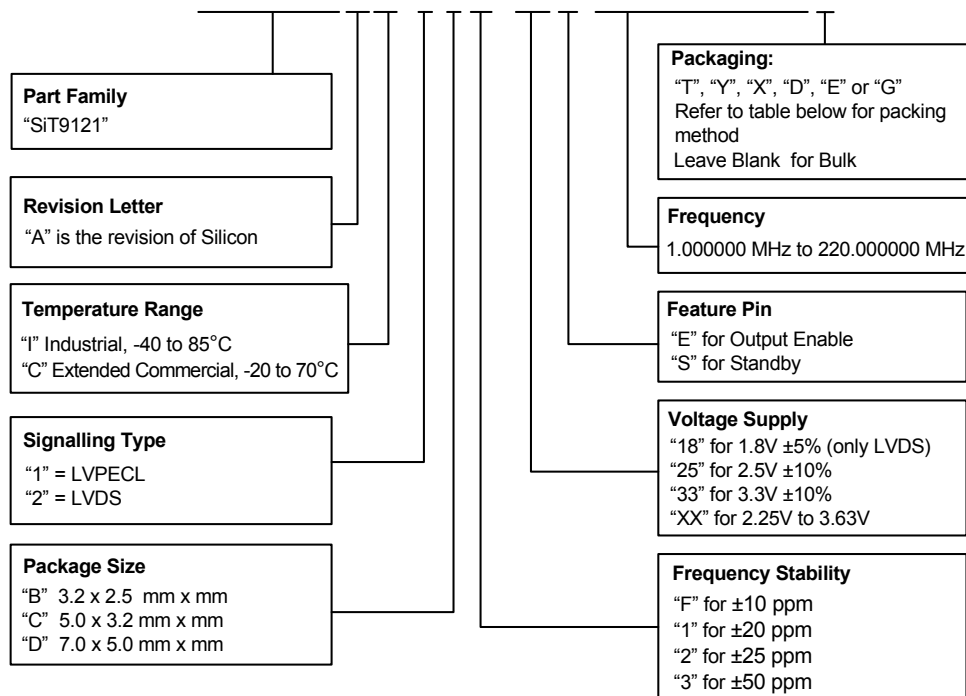 Part Family
“SiT9121”
Revision Letter
“A” is the revision of Silicon
Temperature Range
“I” Industrial, -40 to 85°C
“C” Extended Commercial, -20 to 70°C
Signalling Type
“1” = LVPECL
“2” = LVDS
Package Size
“B” 3.2 x 2.5 mm x mm
“C” 5.0 x 3.2 mm x mm
“D” 7.0 x 5.0 mm x mm
Packaging:
“T”, “Y”, “X”, “D”, “E” or “G”
Refer to table below for packing
method
Leave Blank for Bulk
Frequency
1.000000 MHz to 220.000000 MHz
Feature Pin
“E” for Output Enable
“S” for Standby
Voltage Supply
“18” for 1.8V ±5% (only LVDS)
“25” for 2.5V ±10%
“33” for 3.3V ±10%
“XX” for 2.25V to 3.63V
Frequency Stability
“F” for ±10 ppm
“1” for ±20 ppm
“2” for ±25 ppm
“3” for ±50 ppm